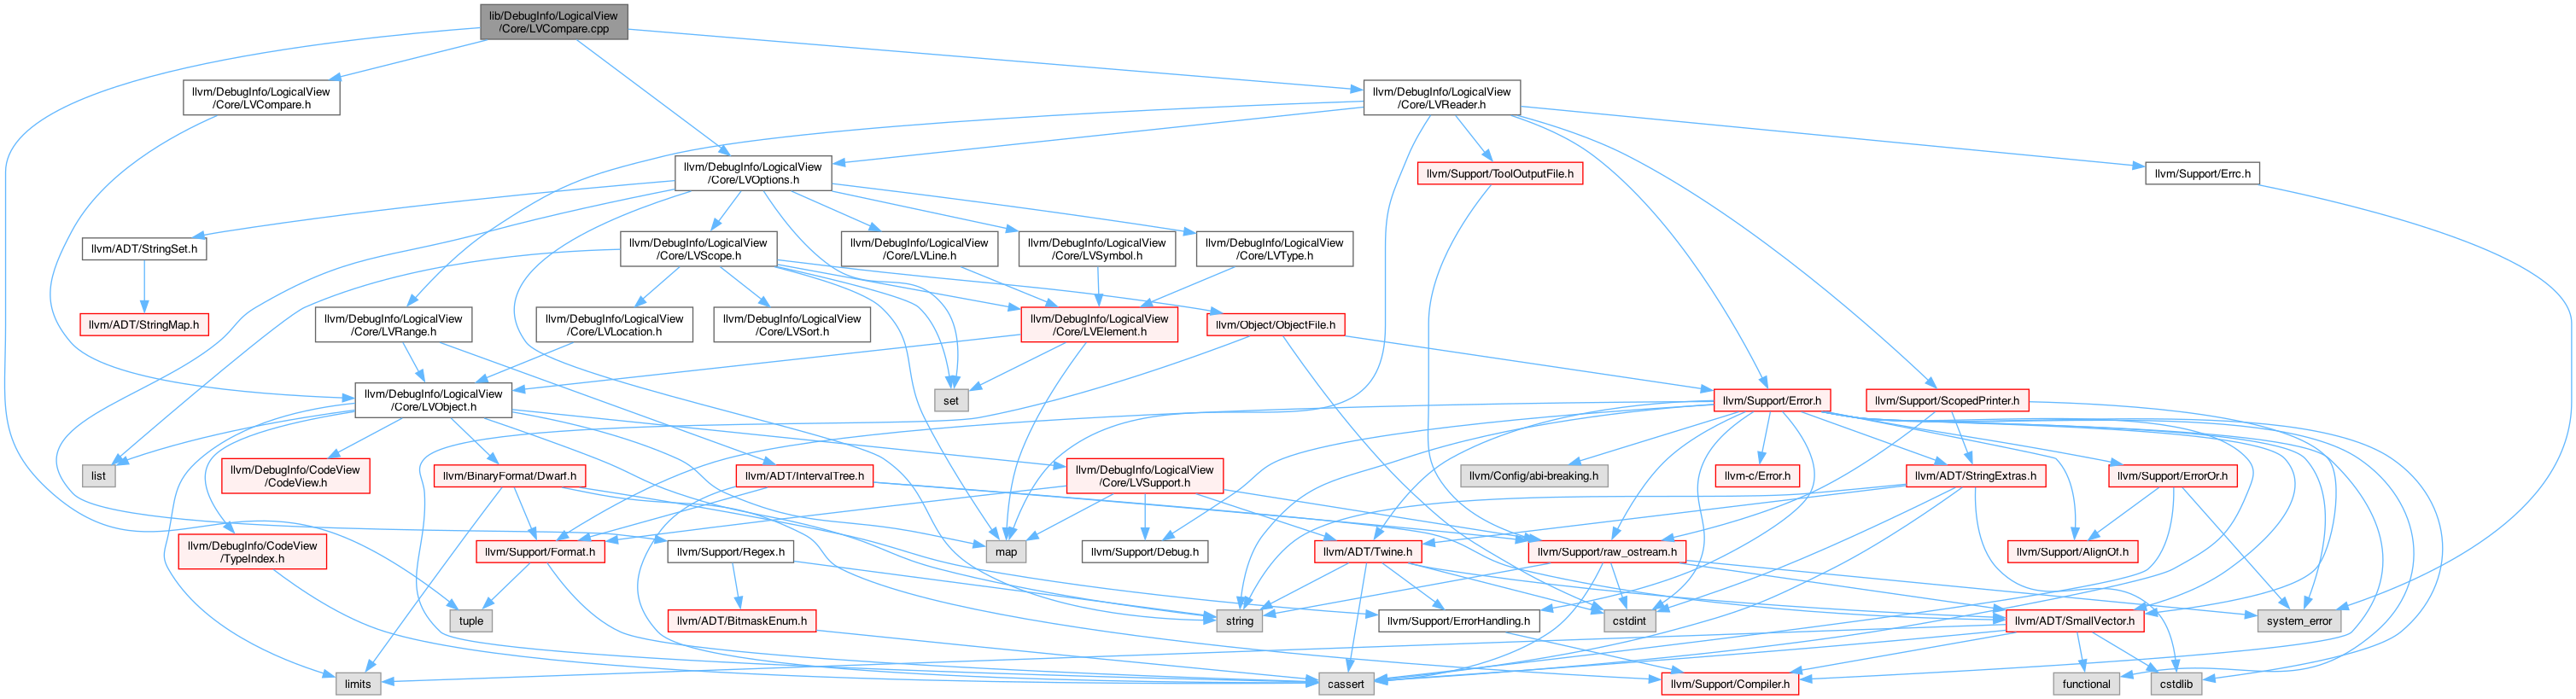 lib/DebugInfo/LogicalView
/Core/LVCompare.cpp
llvm/DebugInfo/LogicalView
/Core/LVCompare.h
llvm/DebugInfo/LogicalView
/Core/LVReader.h
llvm/DebugInfo/LogicalView
/Core/LVOptions.h
llvm/Support/ToolOutputFile.h
llvm/Support/Errc.h
llvm/ADT/StringSet.h
llvm/DebugInfo/LogicalView
/Core/LVScope.h
llvm/DebugInfo/LogicalView
/Core/LVLine.h
llvm/DebugInfo/LogicalView
/Core/LVSymbol.h
llvm/DebugInfo/LogicalView
/Core/LVType.h
llvm/ADT/StringMap.h
llvm/DebugInfo/LogicalView
/Core/LVRange.h
llvm/DebugInfo/LogicalView
/Core/LVLocation.h
llvm/DebugInfo/LogicalView
/Core/LVSort.h
llvm/DebugInfo/LogicalView
/Core/LVElement.h
llvm/Object/ObjectFile.h
llvm/DebugInfo/LogicalView
/Core/LVObject.h
set
llvm/Support/Error.h
llvm/Support/ScopedPrinter.h
list
llvm/DebugInfo/CodeView
/CodeView.h
llvm/BinaryFormat/Dwarf.h
llvm/ADT/IntervalTree.h
llvm/DebugInfo/LogicalView
/Core/LVSupport.h
llvm/Config/abi-breaking.h
llvm-c/Error.h
llvm/ADT/StringExtras.h
llvm/Support/ErrorOr.h
llvm/DebugInfo/CodeView
/TypeIndex.h
llvm/Support/Format.h
llvm/Support/Regex.h
map
llvm/Support/Debug.h
llvm/ADT/Twine.h
llvm/Support/raw_ostream.h
llvm/Support/AlignOf.h
tuple
llvm/ADT/BitmaskEnum.h
string
llvm/Support/ErrorHandling.h
cstdint
llvm/ADT/SmallVector.h
system_error
limits
cassert
llvm/Support/Compiler.h
functional
cstdlib